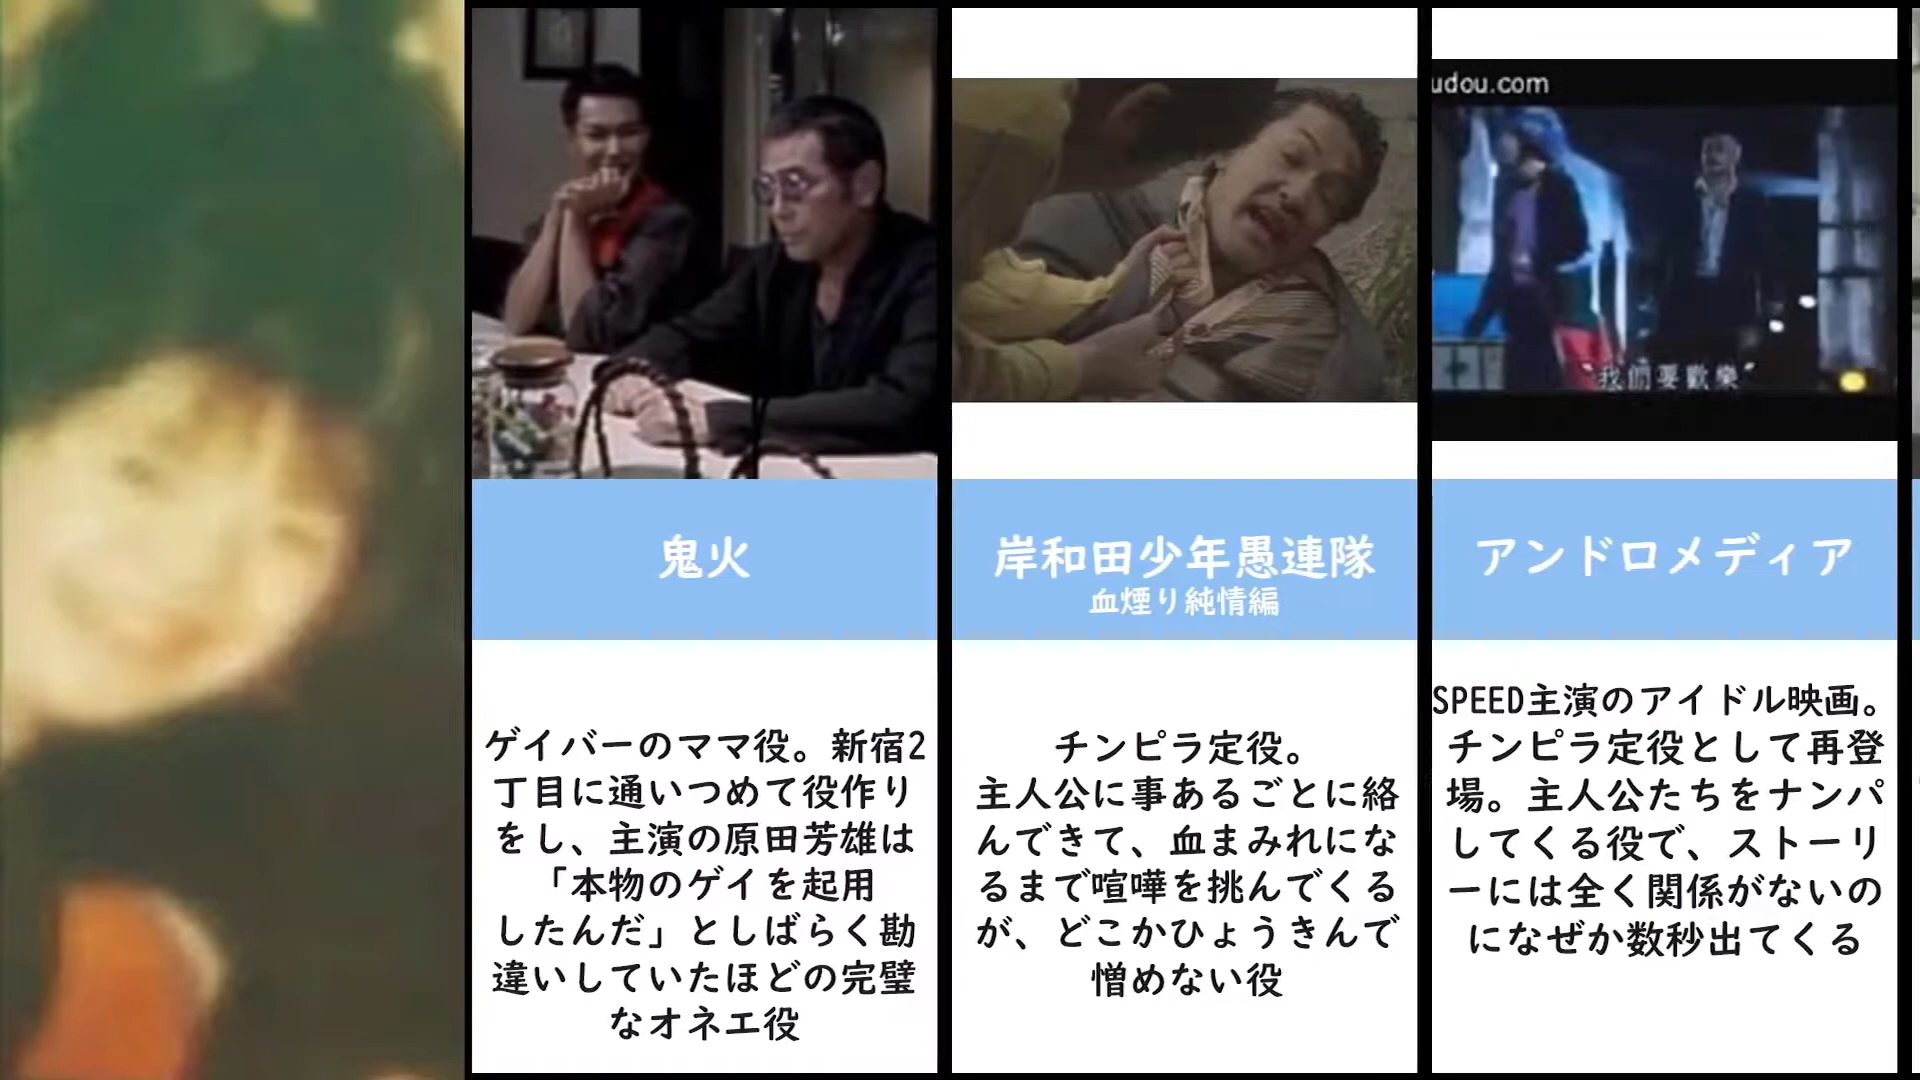 鬼火
ゲイバーのママ役。新宿2
丁目に通いつめて役作り
をし、主演の原田芳雄は
「本物のゲイを起用
したんだ」としばらく勘
違いしていたほどの完璧
なオネエ役
岸和田少年愚連隊
血煙り純情編
チンピラ定役。
主人公に事あるごとに絡
んできて、血まみれにな
るまで喧嘩を挑んでくる
が、どこかひょうきんで
憎めない役
udou.com
"我們要歡樂"
アンドロメディア
SPEED主演のアイドル映画。
チンピラ定役として再登
場。主人公たちをナンパ
してくる役で、ストーリ
ーには全く関係がないの
になぜか数秒出てくる